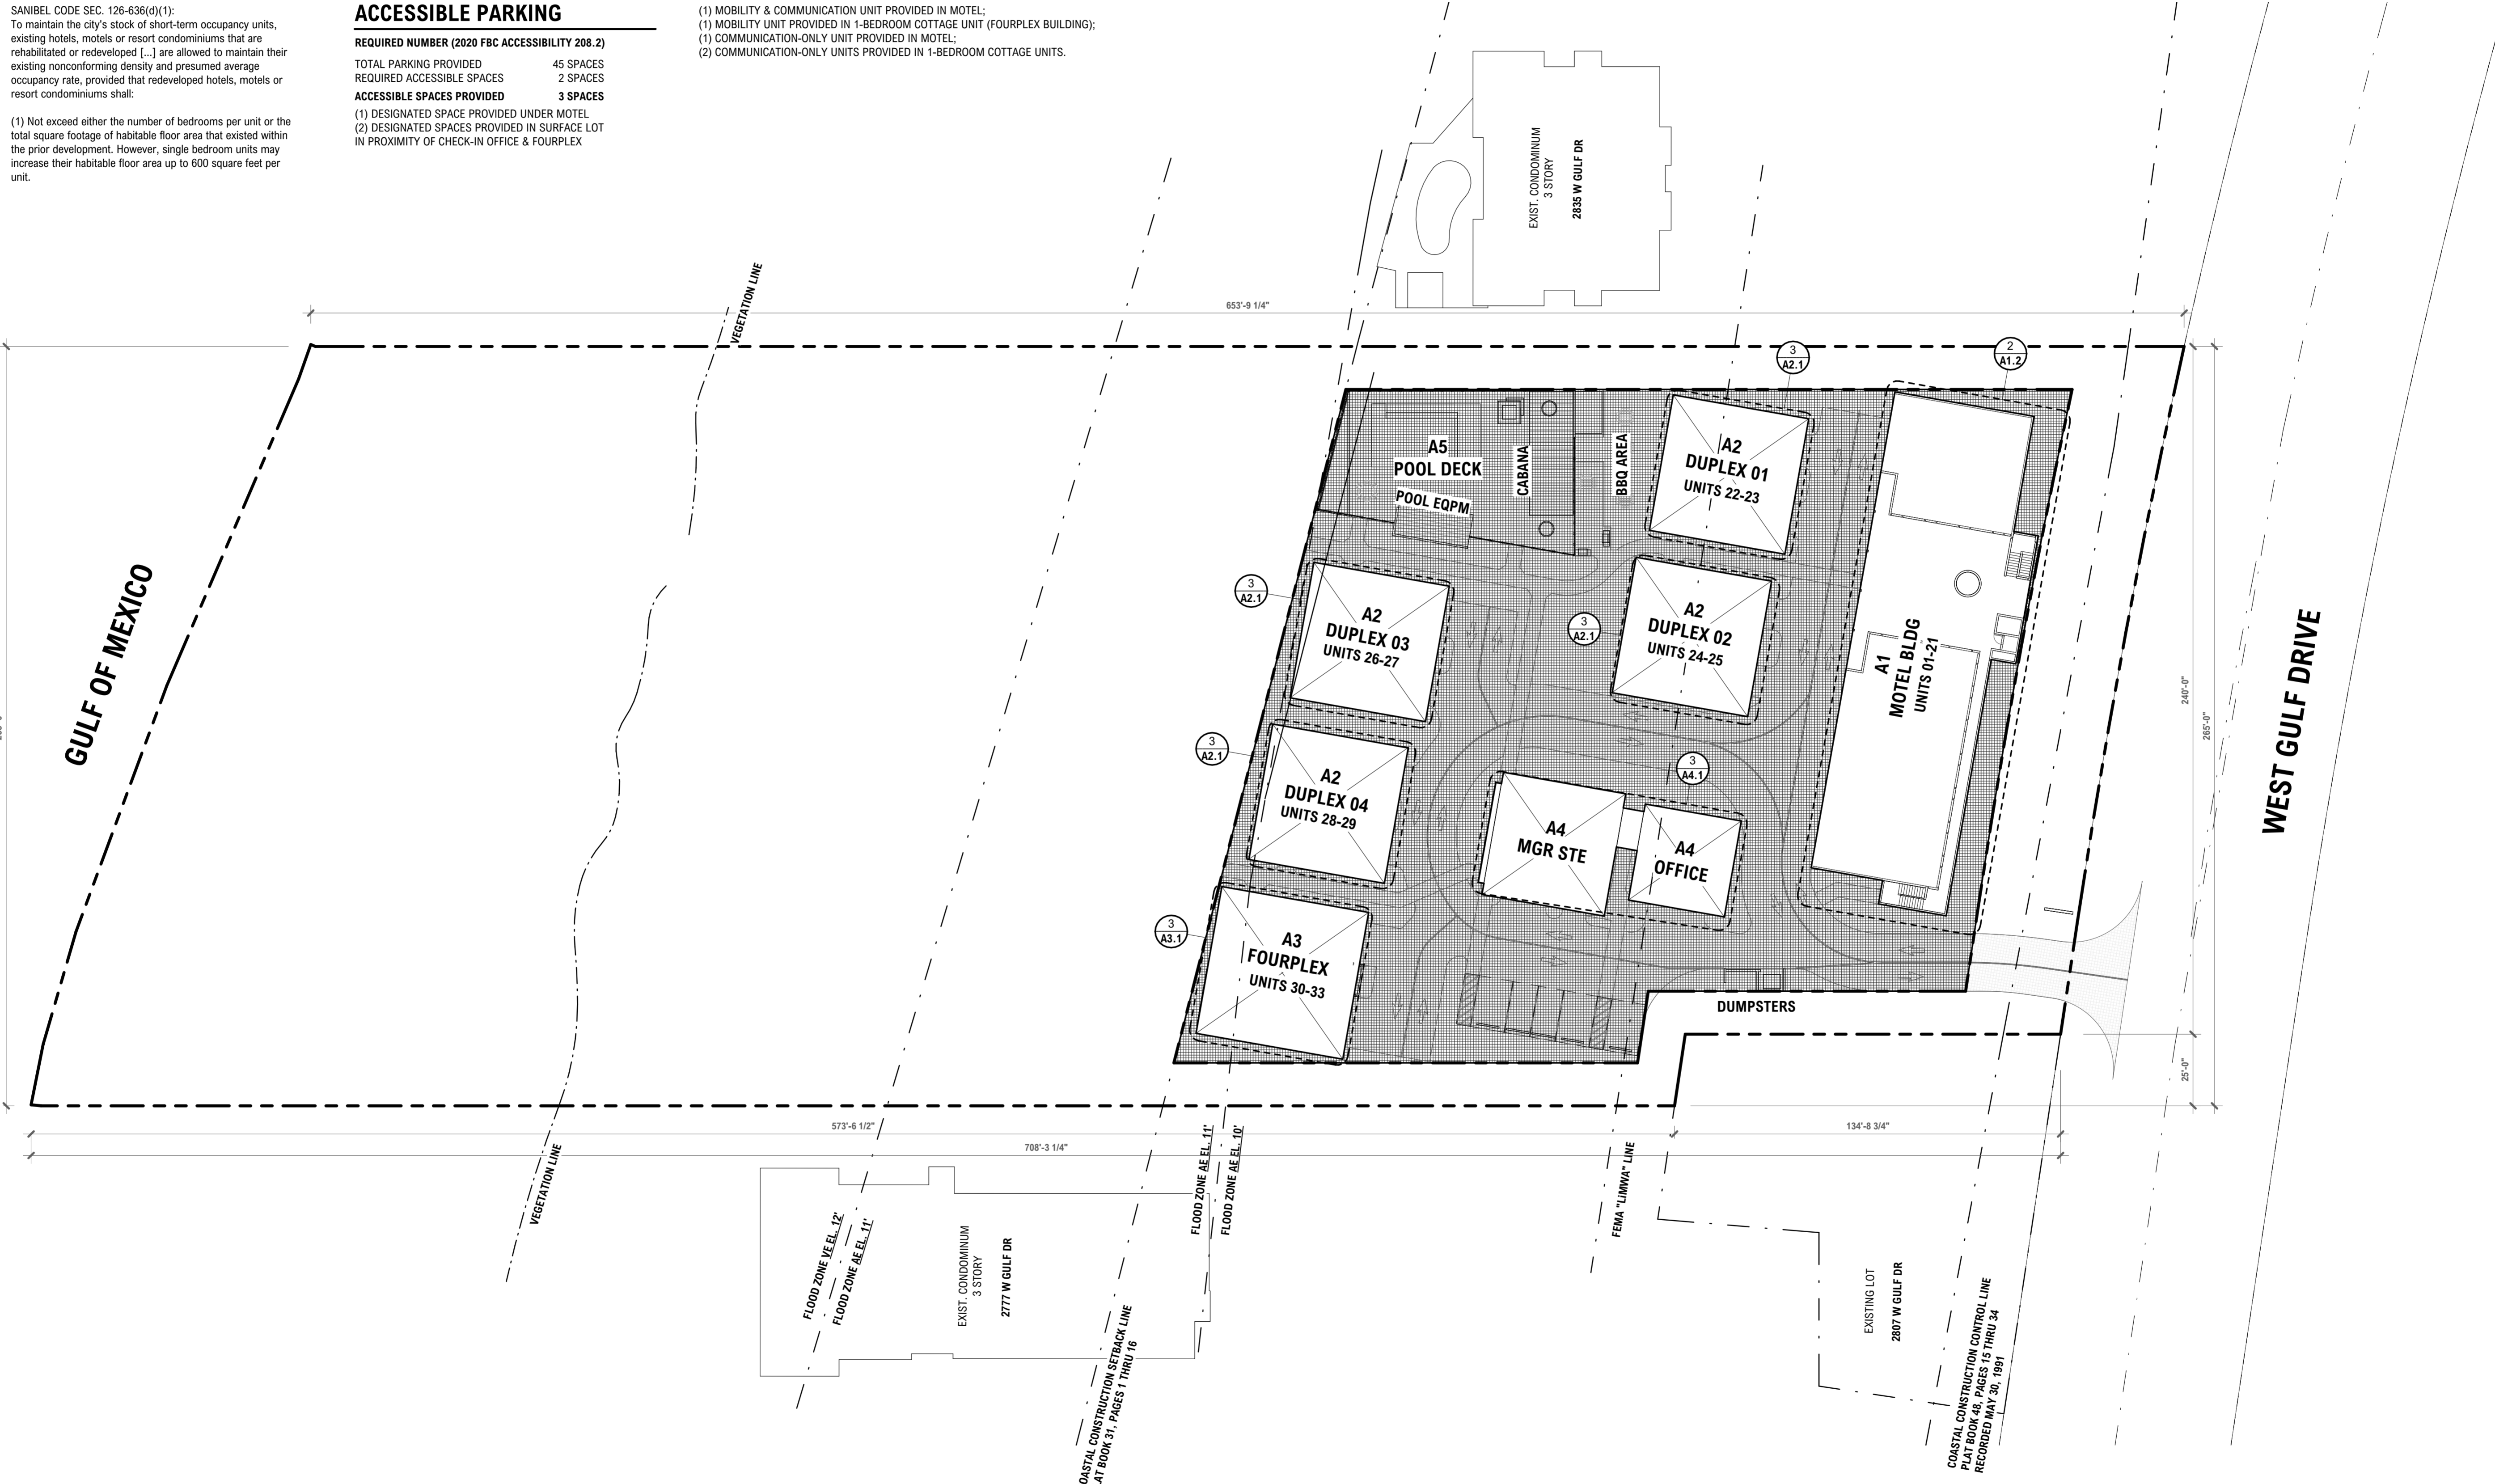 SANIBEL CODE SEC. 126-636(d)(1):
To maintain the city's stock of short-term occupancy units,
existing hotels, motels or resort condominiums that are
rehabilitated or redeveloped [...] are allowed to maintain their
existing nonconforming density and presumed average
occupancy rate, provided that redeveloped hotels, motels or
resort condominiums shall:
(1) Not exceed either the number of bedrooms per unit or the
total square footage of habitable floor area that existed within
the prior development. However, single bedroom units may
increase their habitable floor area up to 600 square feet per
unit.
ACCESSIBLE PARKING
REQUIRED NUMBER (2020 FBC ACCESSIBILITY 208.2)
TOTAL PARKING PROVIDED 45 SPACES
REQUIRED ACCESSIBLE SPACES 2 SPACES
ACCESSIBLE SPACES PROVIDED 3 SPACES
(1) DESIGNATED SPACE PROVIDED UNDER MOTEL
(2) DESIGNATED SPACES PROVIDED IN SURFACE LOT
IN PROXIMITY OF CHECK-IN OFFICE & FOURPLEX
(1) MOBILITY & COMMUNICATION UNIT PROVIDED IN MOTEL;
(1) MOBILITY UNIT PROVIDED IN 1-BEDROOM COTTAGE UNIT (FOURPLEX BUILDING);
(1) COMMUNICATION-ONLY UNIT PROVIDED IN MOTEL;
(2) COMMUNICATION-ONLY UNITS PROVIDED IN 1-BEDROOM COTTAGE UNITS.
EXIST. CONDOMINUM
3 STORY
2835 W GULF DR
VEGETATION LINE
653'-9 1/4"
3
A2.1
2
A1.2
A5
POOL DECK
POOL EQPM
CABANA
BBQ AREA
A2
DUPLEX 01
UNITS 22-23
GULF OF MEXICO
3
A2.1
A2
DUPLEX 03
UNITS 26-27
3
A2.1
A2
DUPLEX 02
UNITS 24-25
A1
MOTEL BLDG
UNITS 01-21
WEST GULF DRIVE
240'-0"
265'-0"
3
A2.1
A2
DUPLEX 04
UNITS 28-29
3
A4.1
A4
MGR STE
A4
OFFICE
3
A3.1
A3
FOURPLEX
UNITS 30-33
DUMPSTERS
25'-0"
573'-6 1/2"
134'-8 3/4"
708'-3 1/4"
VEGETATION LINE
FLOOD ZONE VE EL. 12'
FLOOD ZONE AE EL. 11'
EXIST. CONDOMINUM
3 STORY
2777 W GULF DR
FLOOD ZONE AE EL. 11'
FLOOD ZONE AE EL. 10'
FEMA "LiMWA" LINE
EXISTING LOT
2807 W GULF DR
CONSTRUCTION SETBACK LINE
BOOK 31, PAGES 1 THRU 16
COASTAL CONSTRUCTION CONTROL LINE
PLAT BOOK 48, PAGES 15 THRU 34
RECORDED MAY 30, 1991